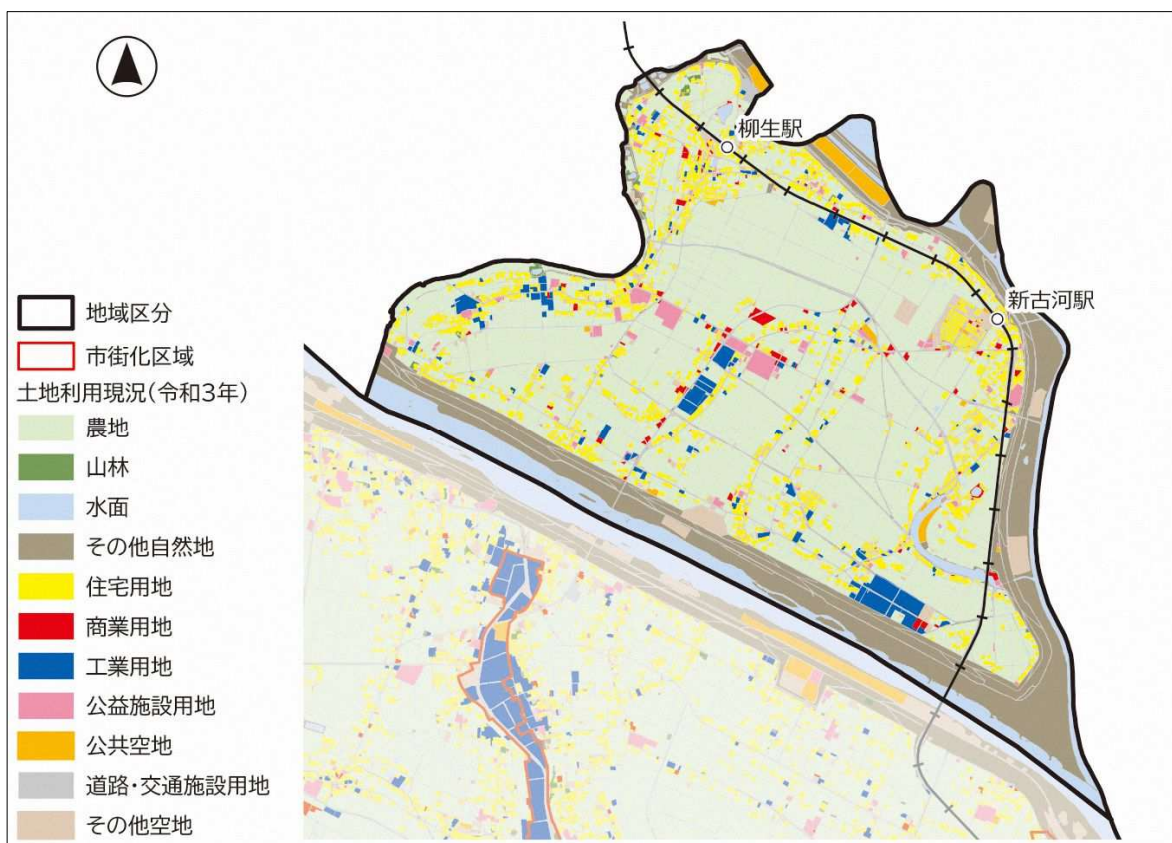 柳生駅
新古河駅
地域区分
市街化区域
土地利用現況(令和3年)
農地
山林
水面
その他自然地
住宅用地
商業用地
工業用地
公益施設用地
公共空地
道路・交通施設用地
その他空地